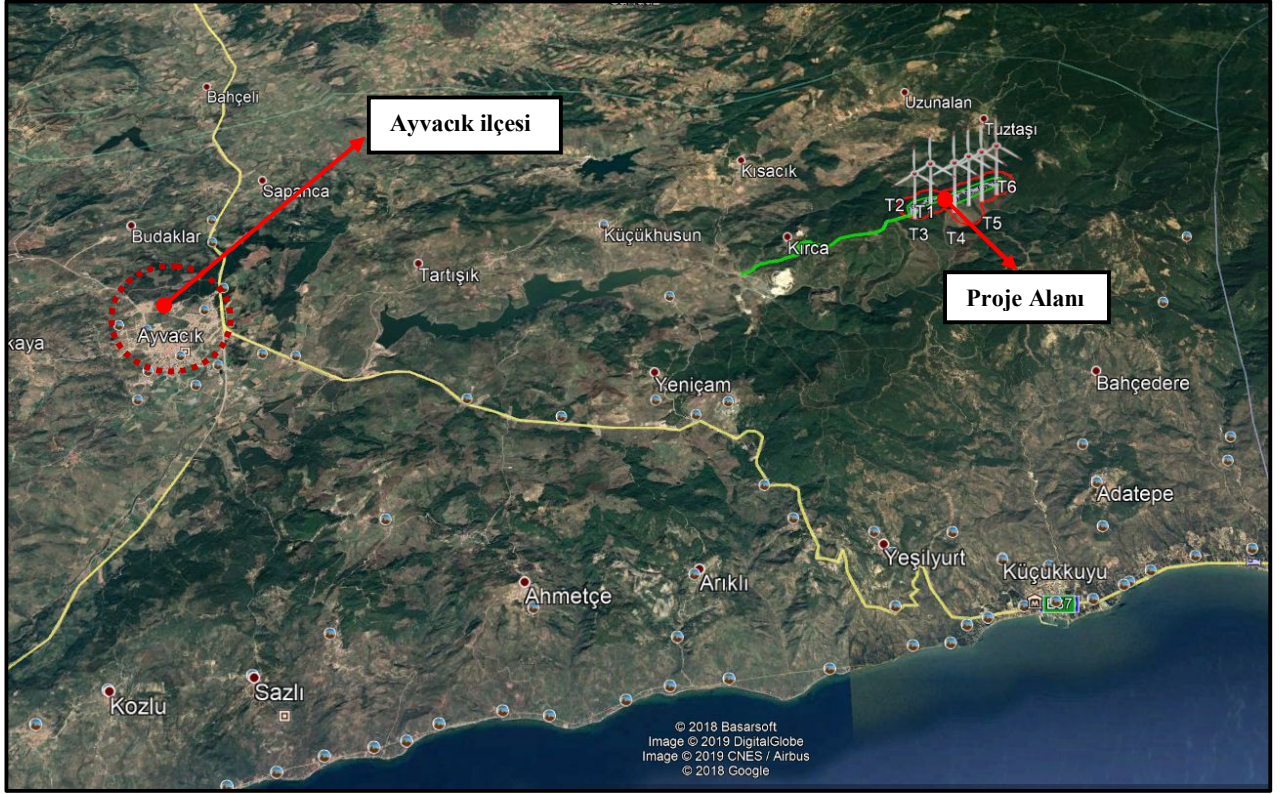 Bahçeli
Ayvacık ilçesi
Uzunalan
Tuztaşı
Kısacık
Sapanca
T2
T1
T6
T3
T4
T5
Budaklar
Küçükhusun
Kırca
Tartışık
Proje Alanı
kaya
Ayvacık
Yeniçam
Bahçedere
Adatepe
Yeşilyurt
Küçükkuyu
Arıklı
Ahmetçe
Sazlı
Kozlu
© 2018 Basarsoft
Image © 2019 DigitalGlobe
Image © 2019 CNES / Airbus
© 2018 Google